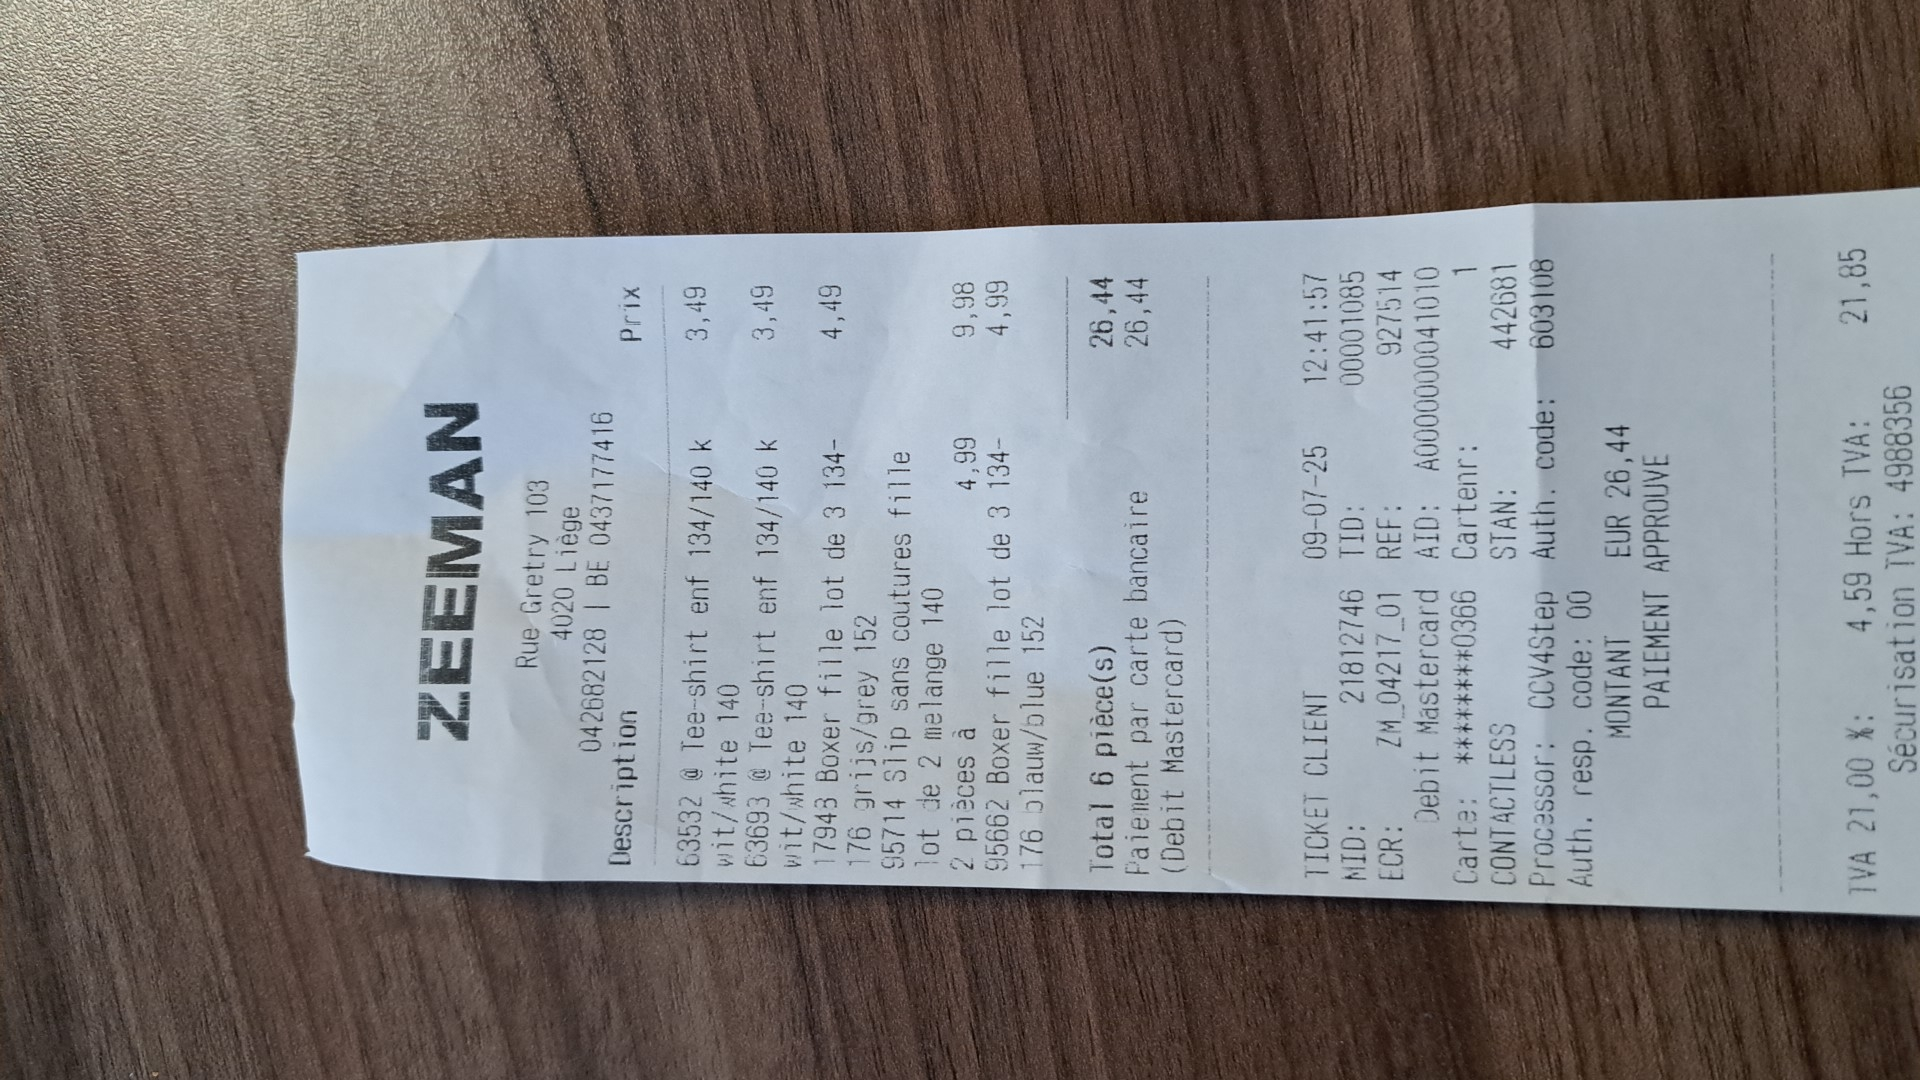 ZEEMAN
Rue Gretry 103
4020 Liège
042682128 | BE 0437177416
Description Prix
63532 @ Tee-shirt enf 134/140 k 3,49
wit/white 140
63693 @ Tee-shirt enf 134/140 k 3,49
wit/white 140
17943 Boxer fille lot de 3 134- 4,49
176 grijs/grey 152
95714 Slip sans coutures fille
lot de 2 melange 140
2 pièces à 4,99 9,98
95662 Boxer fille lot de 3 134- 4,99
176 blauw/blue 152
Total 6 pièce(s) 26,44
Paiement par carte bancaire 26,44
(Debit Mastercard)
TICKET CLIENT 09-07-25 12:41:57
MID: 21812746 TID: 00001085
ECR: ZM_04217_01 REF: 927514
Debit Mastercard AID: A0000000041010
Carte: ********0366 Cartenr: 1
CONTACTLESS STAN: 442681
Processor: CCV4Step Auth. code: 603108
Auth. resp. code: 00
MONTANT EUR 26,44
PAIEMENT APPROUVE
TVA 21,00 %: 4,59 Hors TVA: 21,85
Sécurisation TVA: 4988356